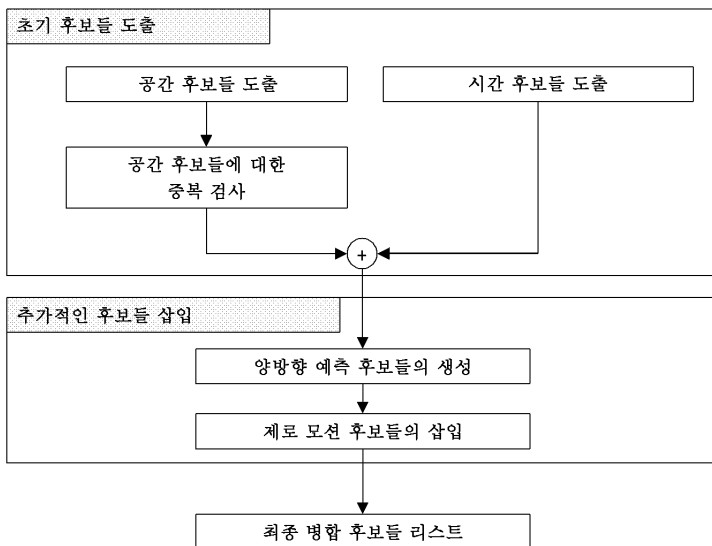 초기 후보들 도출
공간 후보들 도출
시간 후보들 도출
공간 후보들에 대한
중복 검사
+
추가적인 후보들 삽입
양방향 예측 후보들의 생성
제로 모션 후보들의 삽입
최종 병합 후보들 리스트